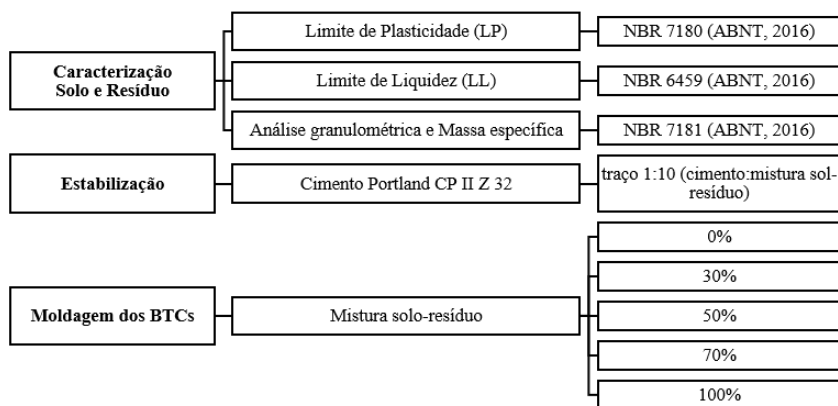 Limite de Plasticidade (LP)
NBR 7180 (ABNT, 2016)
Caracterização
Solo e Resíduo
Limite de Liquidez (LL)
NBR 6459 (ABNT, 2016)
Análise granulométrica e Massa específica
NBR 7181 (ABNT, 2016)
Estabilização
Cimento Portland CP II Z 32
traço 1:10 (cimento:mistura sol-
resíduo)
Moldagem dos BTCs
Mistura solo-resíduo
0%
30%
50%
70%
100%